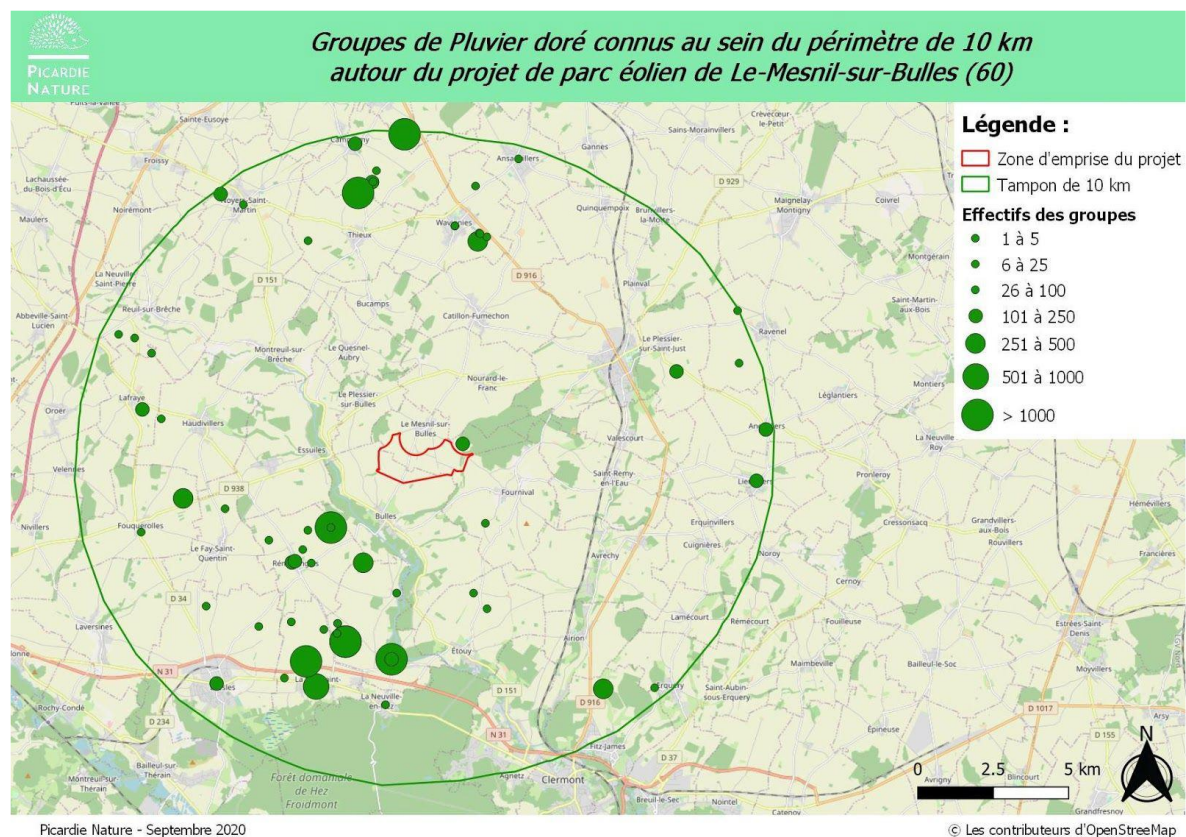 PICARDIE
NATURE
Groupes de Pluvier doré connus au sein du périmètre de 10 km
autour du projet de parc éolien de Le-Mesnil-sur-Bulles (60)
Légende :
Zone d'emprise du projet
Tampon de 10 km
Effectifs des groupes
1 à 5
6 à 25
26 à 100
101 à 250
251 à 500
501 à 1000
> 1000
Sainte-Eusoye
Froissy
Lachaussée-
du-Bois-d'Écu
Noirémont
Maulers
Thieux
Gannes
Sains-Morainvillers
Crèvecœur-
le-Petit
D 929
Maignelay-
Montigny
Coivrel
Quinquempoix
Brunvillers-
la-Motte
Montgérain
La Neuville
Saint-Pierre
D 151
D 916
Plainval
Saint-Martin
-aux-Bois
Abbeville-Saint-
Lucien
Reuil-sur-Brêche
Bucamps
Catillon-Fumechon
Ravenel
Le Plessier
-sur-Saint-Just
Montreuil-sur-
Brêche
Le Quesnel-
Aubry
Nourard-le-
Franc
Le Plessier-
sur-Bulles
Léglantiers
Montiers
Oroër
Lafraye
Haudivillers
Le Mesnil-sur-
Bulles
Valescourt
La Neuville
Roy
Essuiles
Velennes
Saint-Remy-
en-l'Eau
Pronleroy
D 938
Fournival
Bulles
Nivillers
Fouquerolles
Le Fay-Saint-
Quentin
Erquinvillers
Cuignières
Avrechy
Noroy
Cressonsacq
Grandvillers-
aux-Bois
Rouvillers
Hémévillers
Francières
Cernoy
D 34
Laversines
Lamécourt
Rémécourt
Fouilleuse
Estrées-Saint-
Denis
Airion
Étouy
Maimbeville
Bailleul-le-Soc
Moyvillers
N 31
D 151
Saint-Aubin
-sous-Erquery
Rochy-Condé
La Neuville-
D 234
D 916
D 1017
Arsy
Épineuse
D 155
Bailleul-sur-
Thérain
N 31
Fitz-James
D 37
Montreuil-sur-
Thérain
Forêt domaniale
de Hez
Froidmont
Agnetz
Clermont
Breuil-le-Sec
Nointel
Catenoy
Avrigny
Blincourt
Grandfresnoy
N
0 2.5 5 km
Picardie Nature - Septembre 2020
© Les contributeurs d'OpenStreeMap